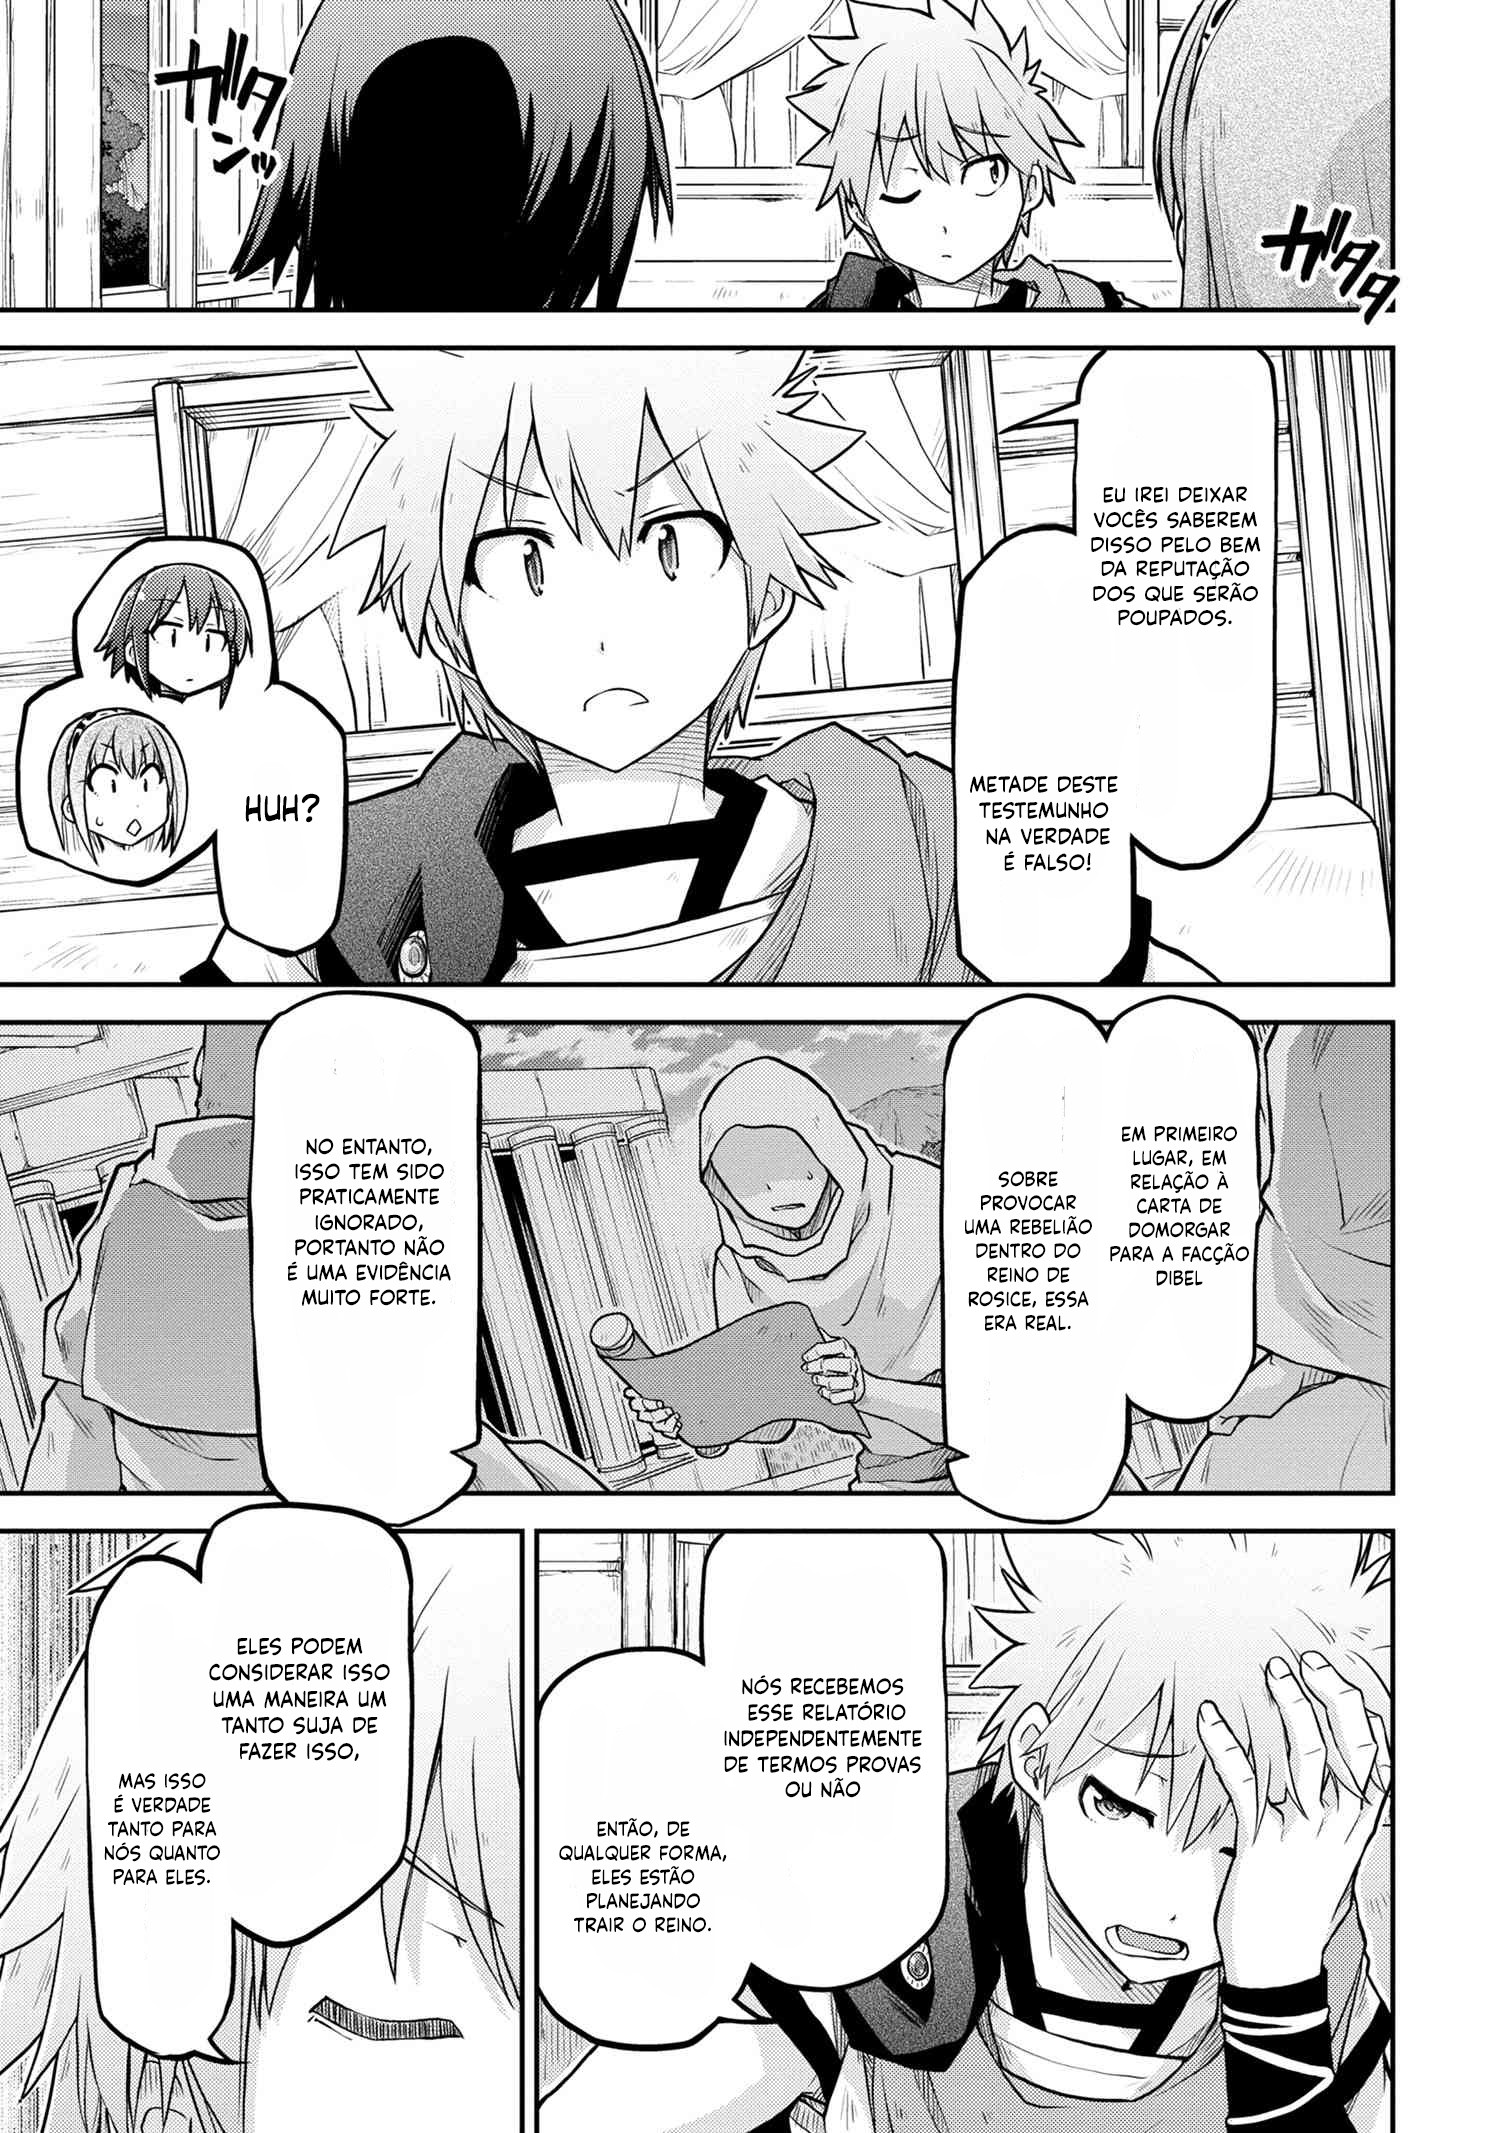 ガタタ
ガタ
ンッ
EU IREI DEIXAR
VOCÊS SABEREM
DISSO PELO BEM
DA REPUTAÇÃO
DOS QUE SERÃO
POUPADOS.
METADE DESTE
TESTEMUNHO
NA VERDADE
É FALSO!
HUH?
EM PRIMEIRO
LUGAR, EM
RELAÇÃO À
CARTA DE
DOMORGAR
PARA A FACÇÃO
DIBEL
SOBRE
PROVOCAR
UMA REBELIÃO
DENTRO DO
REINO DE
ROSICE, ESSA
ERA REAL.
NO ENTANTO,
ISSO TEM SIDO
PRATICAMENTE
IGNORADO,
PORTANTO NÃO
É UMA EVIDÊNCIA
MUITO FORTE.
NÓS RECEBEMOS
ESSE RELATÓRIO
INDEPENDENTEMENTE
DE TERMOS PROVAS
OU NÃO
ENTÃO, DE
QUALQUER FORMA,
ELES ESTÃO
PLANEJANDO
TRAIR O REINO.
ELES PODEM
CONSIDERAR ISSO
UMA MANEIRA UM
TANTO SUJA DE
FAZER ISSO,
MAS ISSO
É VERDADE
TANTO PARA
NÓS QUANTO
PARA ELES.